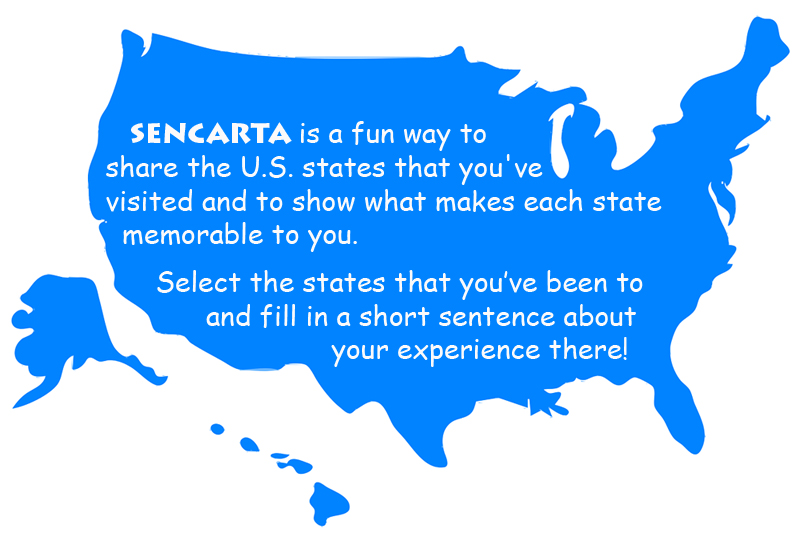 SENCARTA is a fun way to
share the U.S. states that you've
visited and to show what makes each state
memorable to you.
Select the states that you’ve been to
and fill in a short sentence about
your experience there!